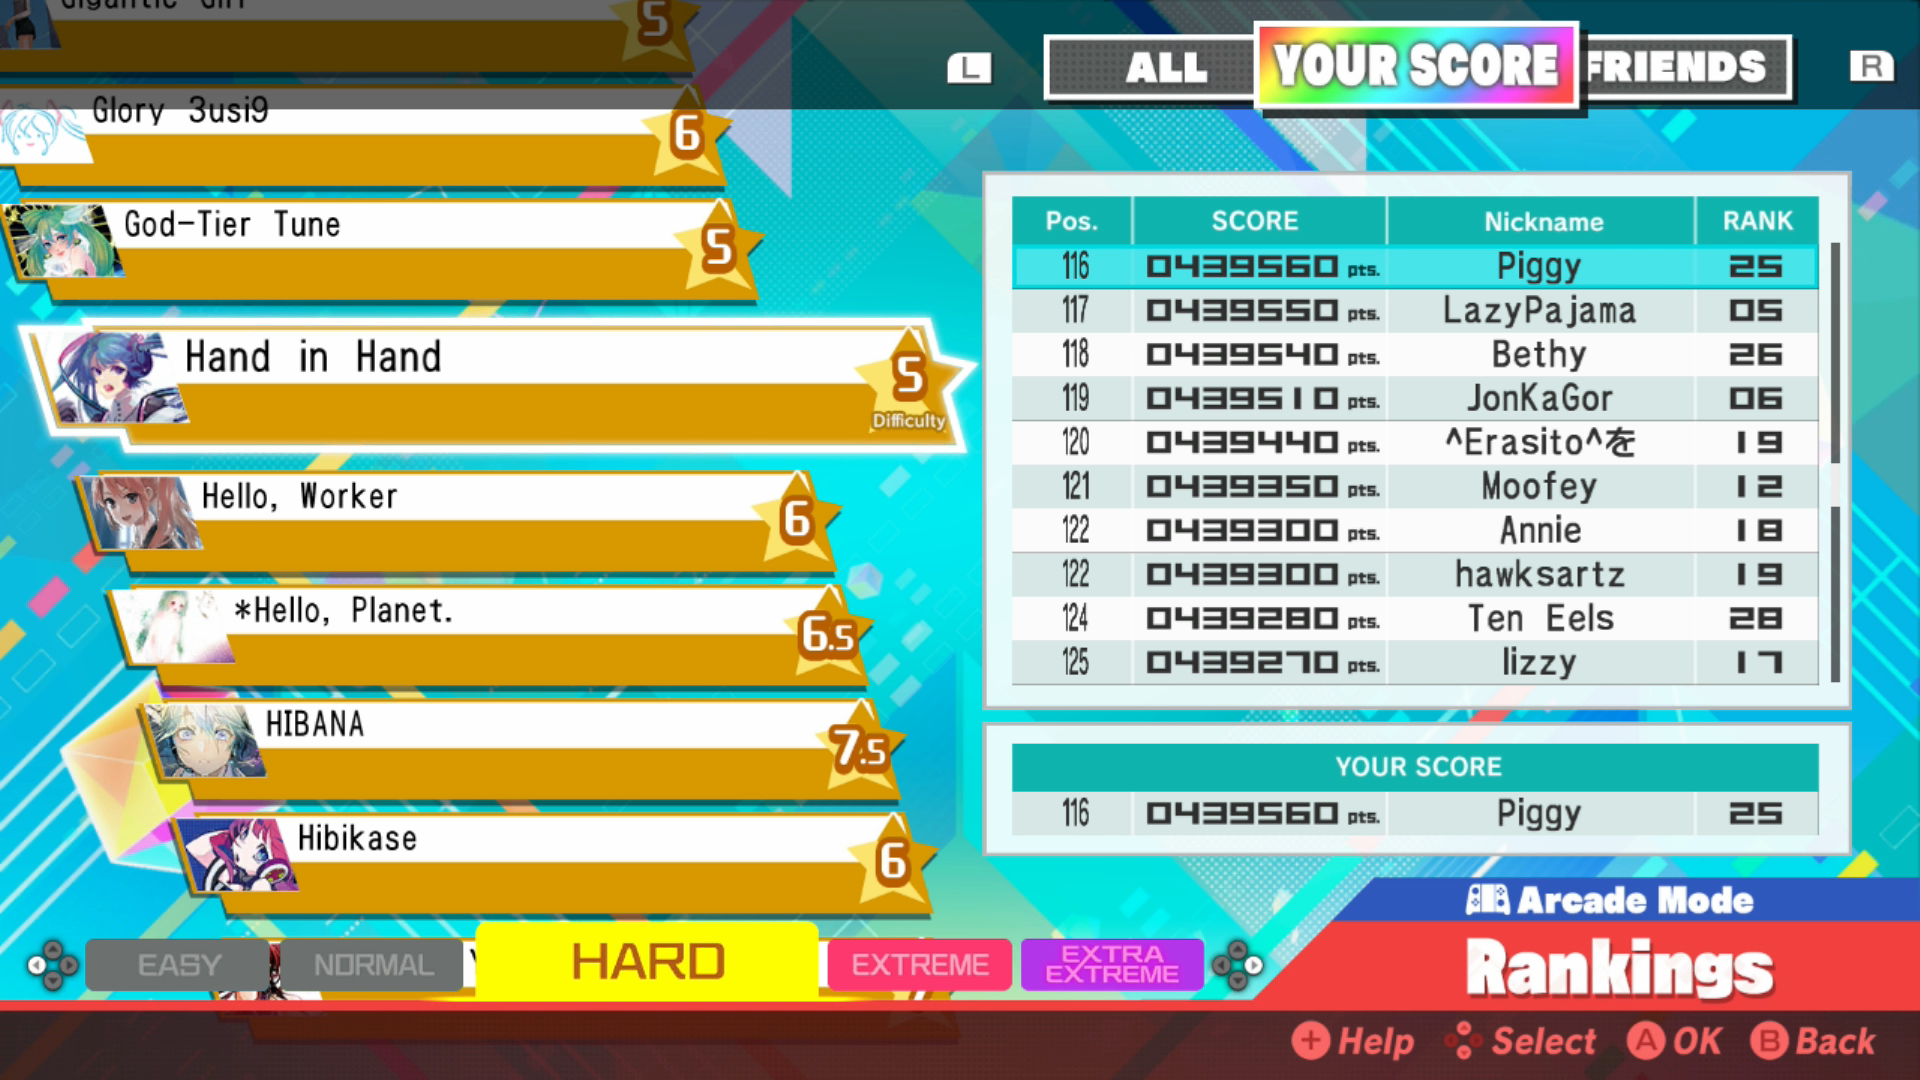 Gigantic Girl
5
L
ALL
YOUR SCORE
FRIENDS
R
Glory 3usi9
6
God-Tier Tune
5
Hand in Hand
5
Difficulty
Hello, Worker
6
*Hello, Planet.
6.5
HIBANA
7.5
Hibikase
6
Pos. SCORE Nickname RANK
116 0439560 pts. Piggy 25
117 0439550 pts. LazyPajama 05
118 0439540 pts. Bethy 26
119 0439510 pts. JonKaGor 06
120 0439440 pts. ^Erasito^を 19
121 0439350 pts. Moofey 12
122 0439300 pts. Annie 18
122 0439300 pts. hawksartz 19
124 0439280 pts. Ten Eels 28
125 0439270 pts. lizzy 17
YOUR SCORE
116 0439560 pts. Piggy 25
Arcade Mode
Rankings
EASY
NORMAL
HARD
EXTREME
EXTRA
EXTREME
+ Help
Select
A OK
B Back